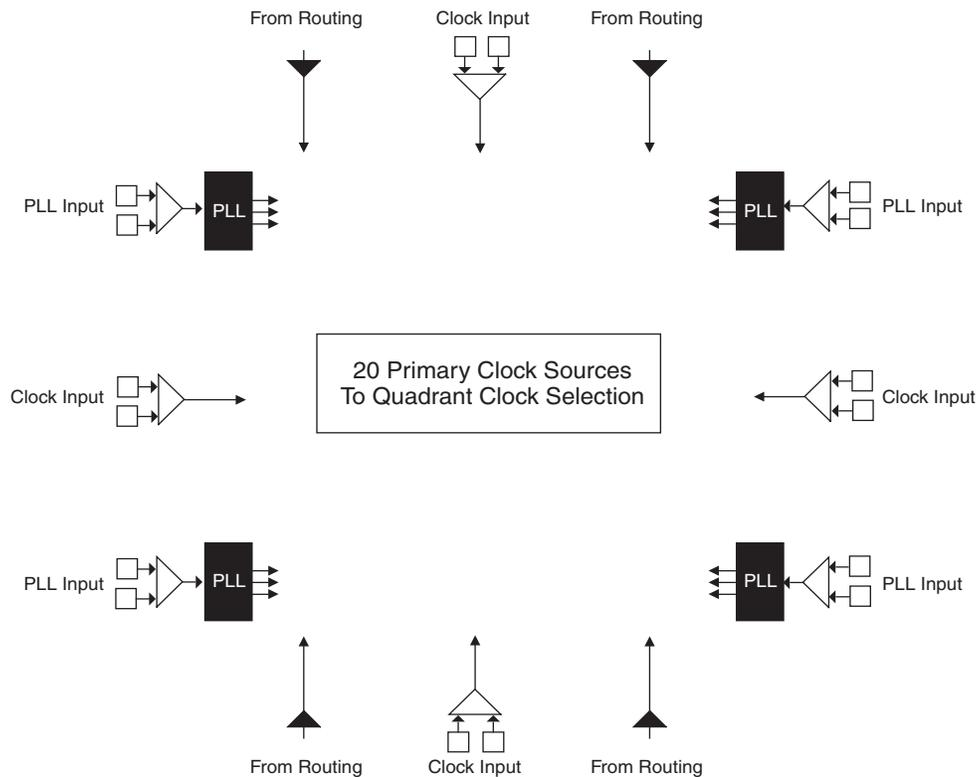 From Routing
Clock Input
From Routing
PLL Input
PLL
PLL
PLL Input
Clock Input
20 Primary Clock Sources
To Quadrant Clock Selection
Clock Input
PLL Input
PLL
PLL
PLL Input
From Routing
Clock Input
From Routing